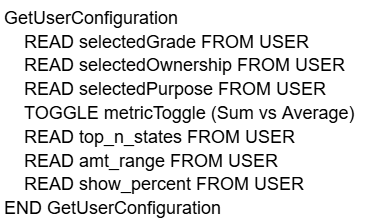 GetUserConfiguration
READ selectedGrade FROM USER
READ selectedOwnership FROM USER
READ selectedPurpose FROM USER
TOGGLE metricToggle (Sum vs Average)
READ top_n_states FROM USER
READ amt_range FROM USER
READ show_percent FROM USER
END GetUserConfiguration